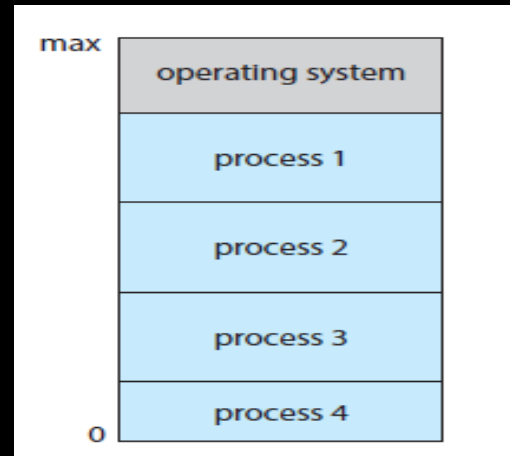 max
operating system
process 1
process 2
process 3
process 4
0